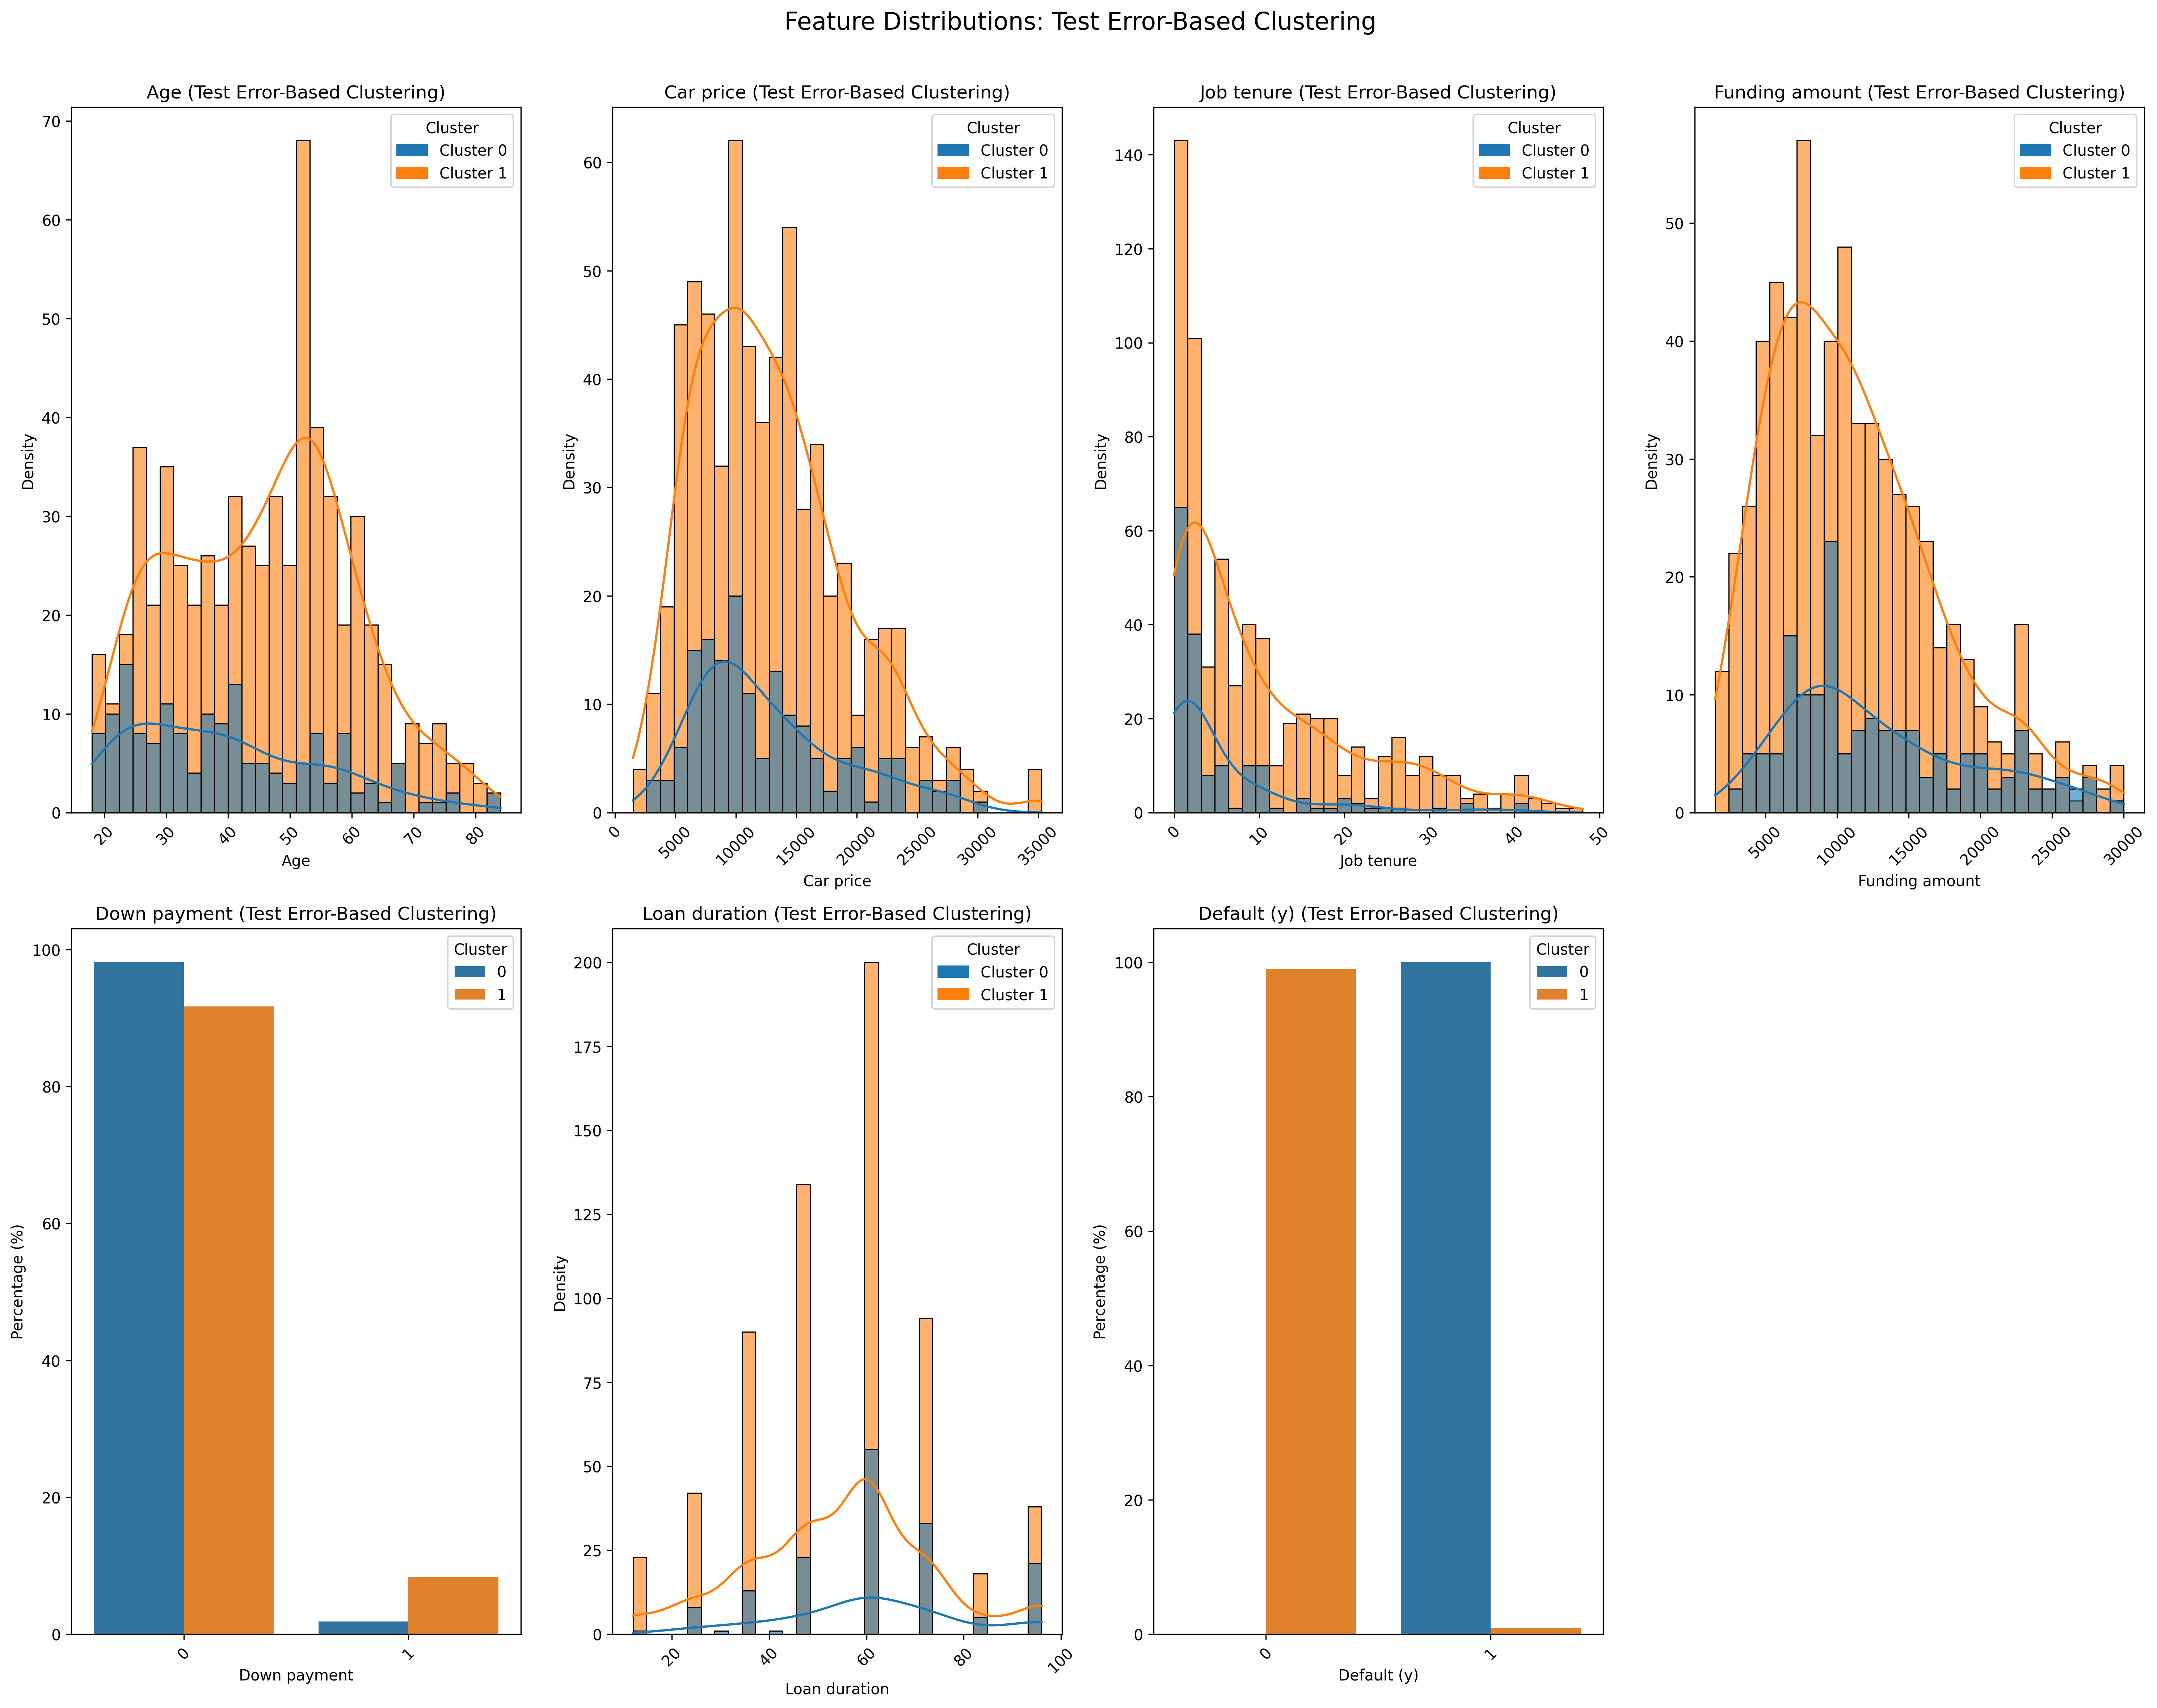 Feature Distributions: Test Error-Based Clustering
Age (Test Error-Based Clustering)
Density
70
60
50
40
30
20
10
0
20
30
40
50
60
70
80
Age
Cluster
Cluster 0
Cluster 1
Car price (Test Error-Based Clustering)
Density
60
50
40
30
20
10
0
0
5000
10000
15000
20000
25000
30000
35000
Car price
Cluster
Cluster 0
Cluster 1
Job tenure (Test Error-Based Clustering)
Density
140
120
100
80
60
40
20
0
0
10
20
30
40
50
Job tenure
Cluster
Cluster 0
Cluster 1
Funding amount (Test Error-Based Clustering)
Density
50
40
30
20
10
0
5000
10000
15000
20000
25000
30000
Funding amount
Cluster
Cluster 0
Cluster 1
Down payment (Test Error-Based Clustering)
Percentage (%)
100
80
60
40
20
0
0
1
Down payment
Cluster
0
1
Loan duration (Test Error-Based Clustering)
Density
200
175
150
125
100
75
50
25
0
20
40
60
80
100
Loan duration
Cluster
Cluster 0
Cluster 1
Default (y) (Test Error-Based Clustering)
Percentage (%)
100
80
60
40
20
0
0
1
Default (y)
Cluster
0
1